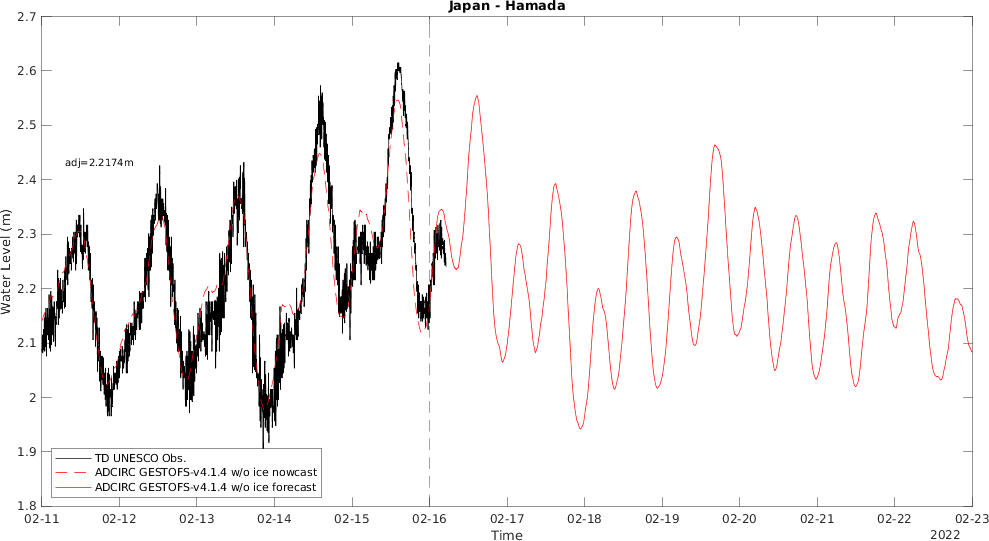 Japan - Hamada
2.7
2.6
2.5
2.4
2.3
2.2
2.1
2
1.9
1.8
Water Level (m)
adj=2.2174m
TD UNESCO Obs.
ADCIRC GESTOFS-v4.1.4 w/o ice nowcast
ADCIRC GESTOFS-v4.1.4 w/o ice forecast
02-11 02-12 02-13 02-14 02-15 02-16 02-17 02-18 02-19 02-20 02-21 02-22 02-23
Time
2022